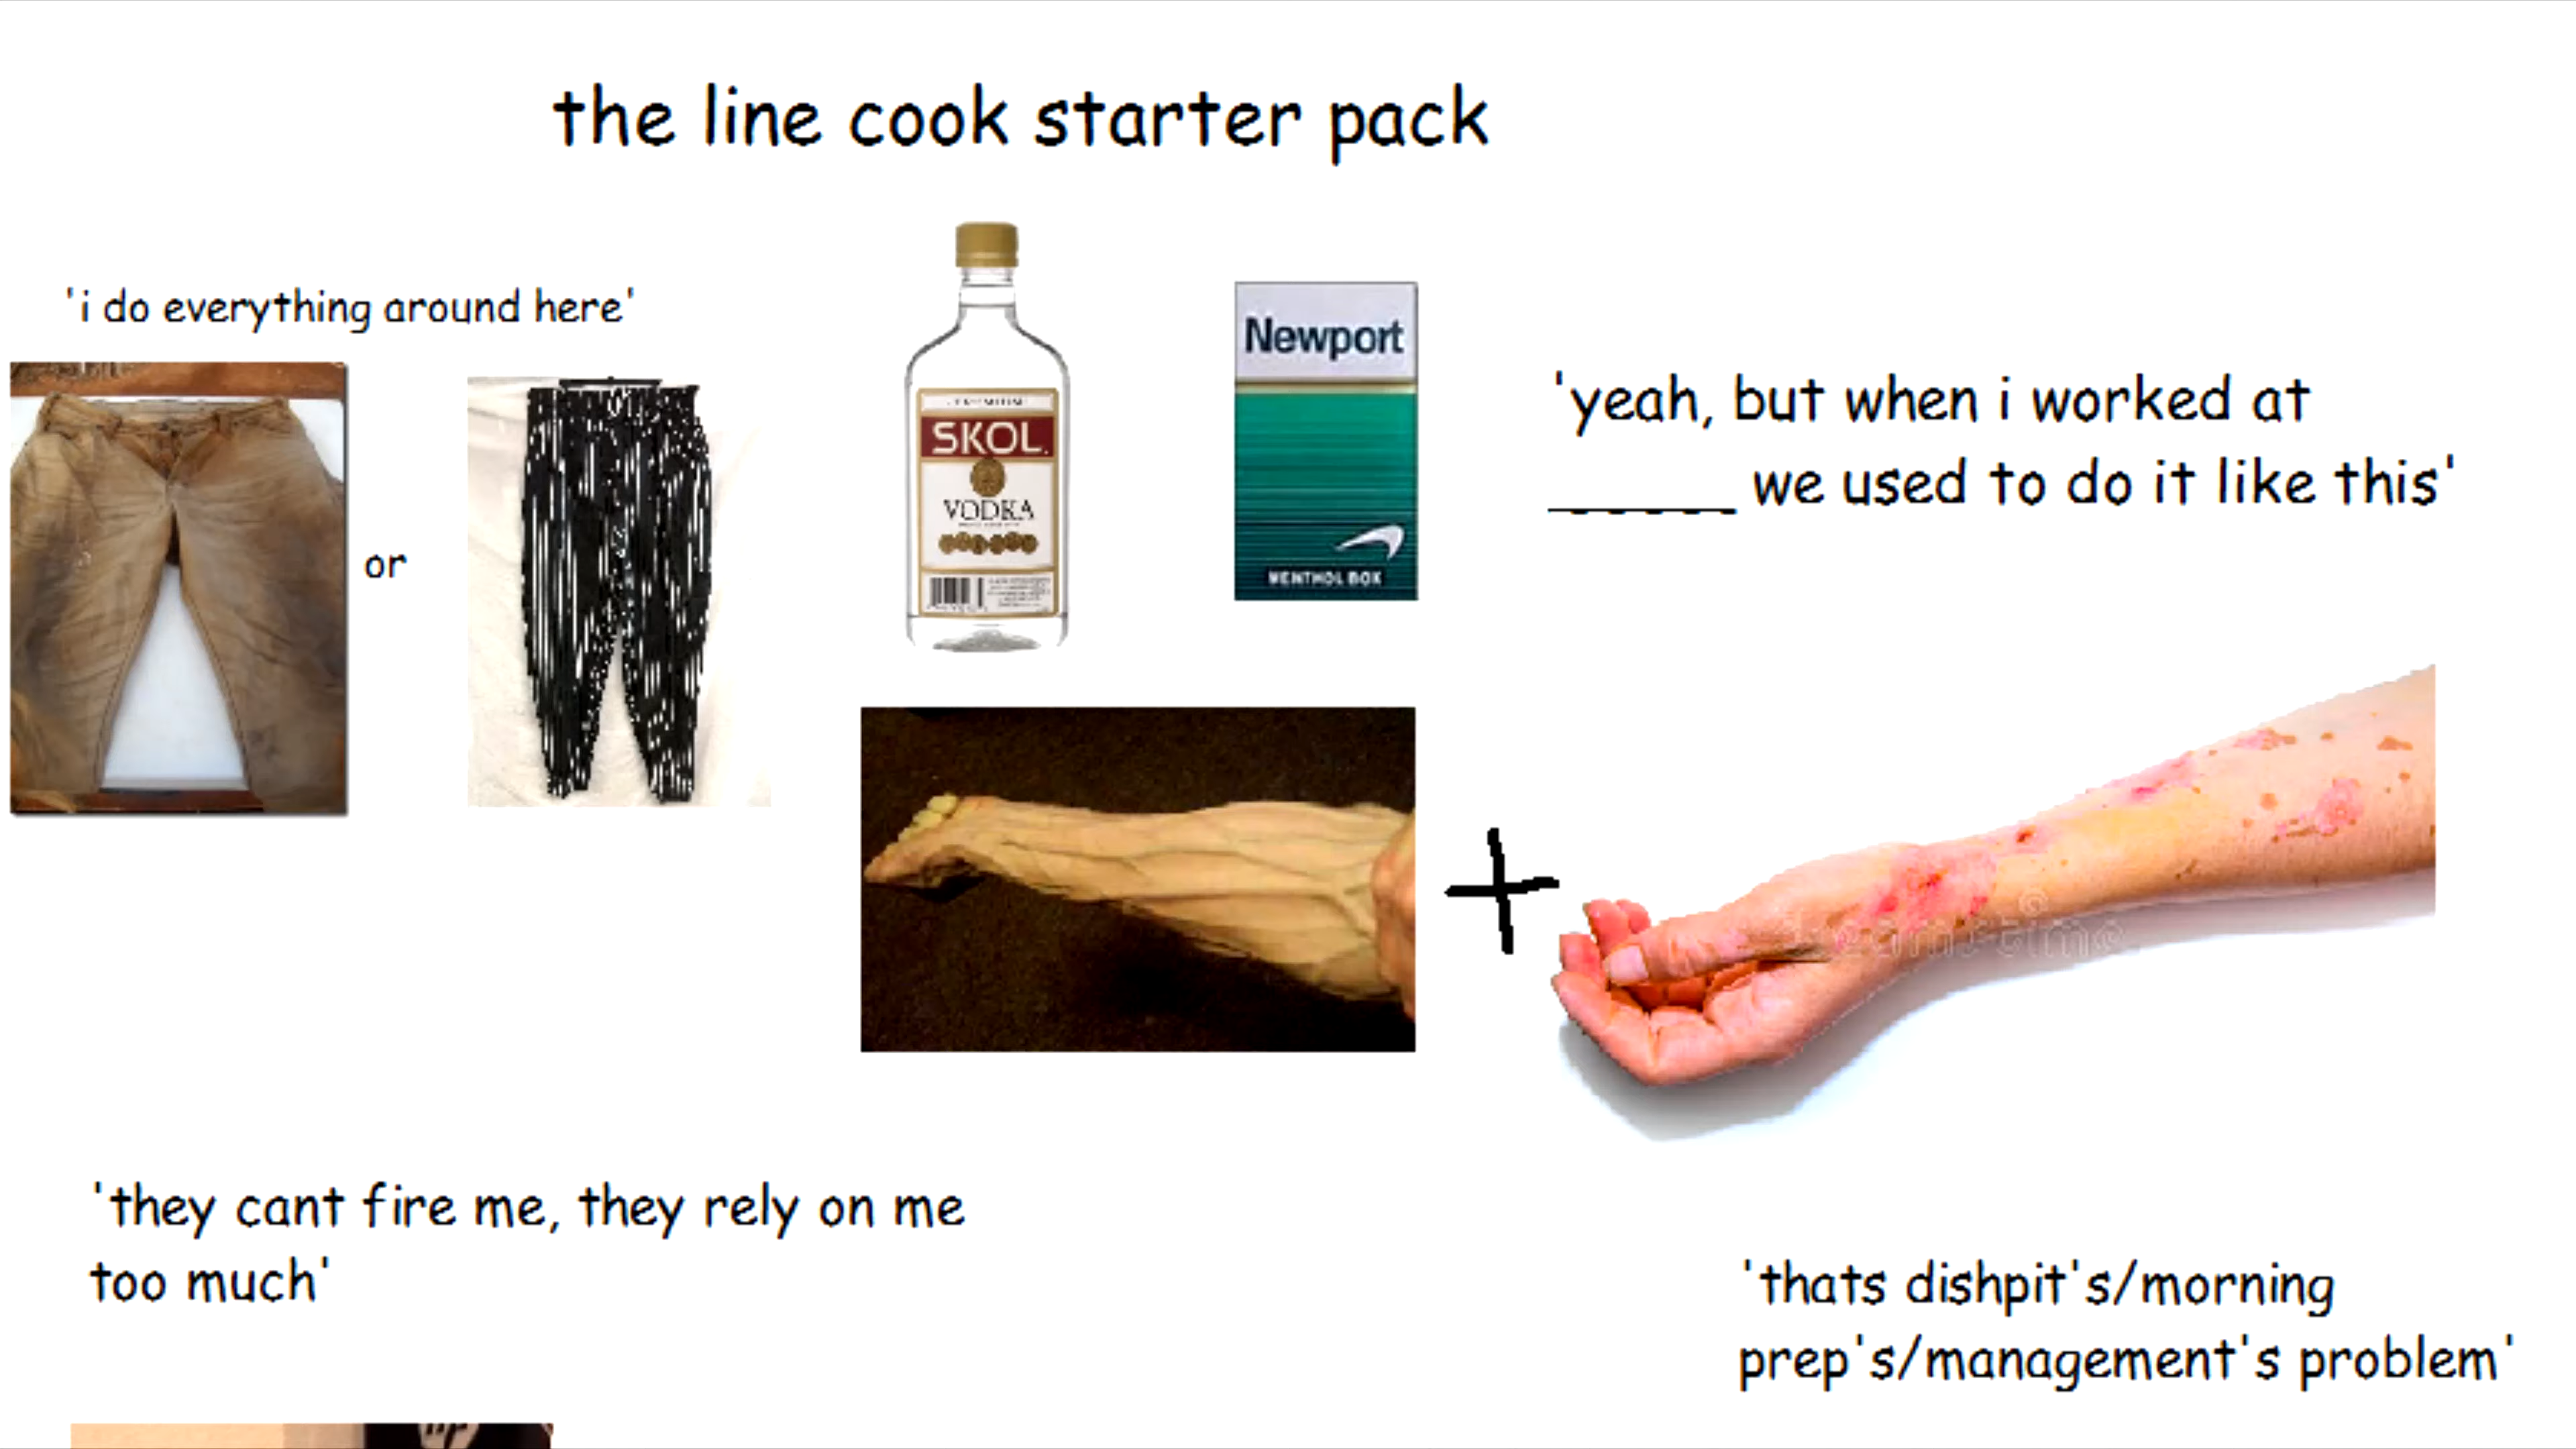 the line cook starter pack
'i do everything around here'
or
SKOL.
VODKA
Newport
MENTHOL BOX
'yeah, but when i worked at
_____ we used to do it like this'
dreamstime
'they cant fire me, they rely on me
too much'
'thats dishpit's/morning
prep's/management's problem'